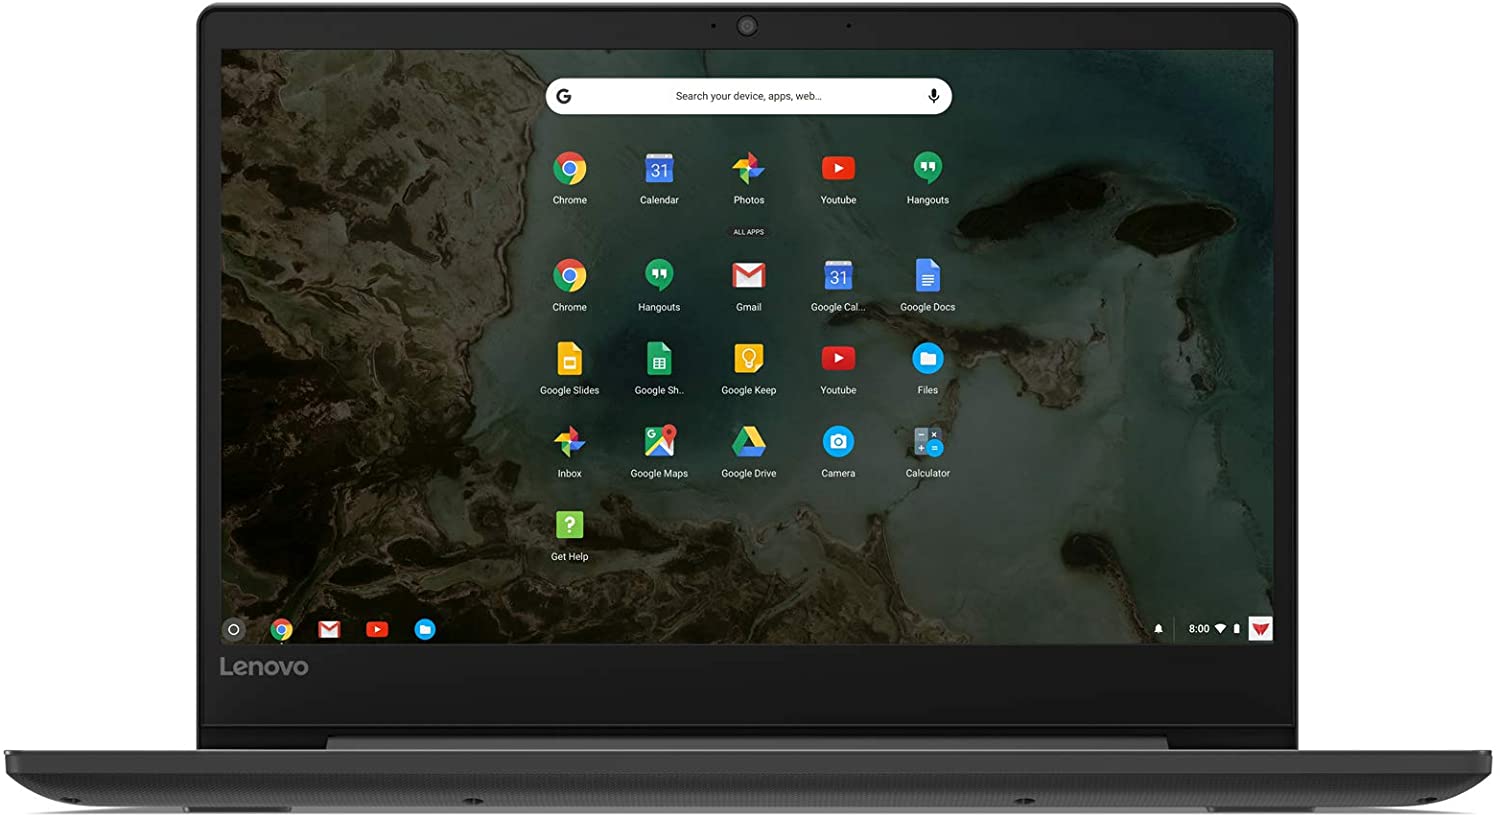 Search your device, apps, web...
Chrome
Calendar
31
Photos
Youtube
Hangouts
ALL APPS
Chrome
Hangouts
Gmail
31
Google Cal...
Google Docs
Google Slides
Google Sh..
Google Keep
Youtube
Files
Inbox
Google Maps
Google Drive
Camera
Calculator
Get Help
8:00
Lenovo